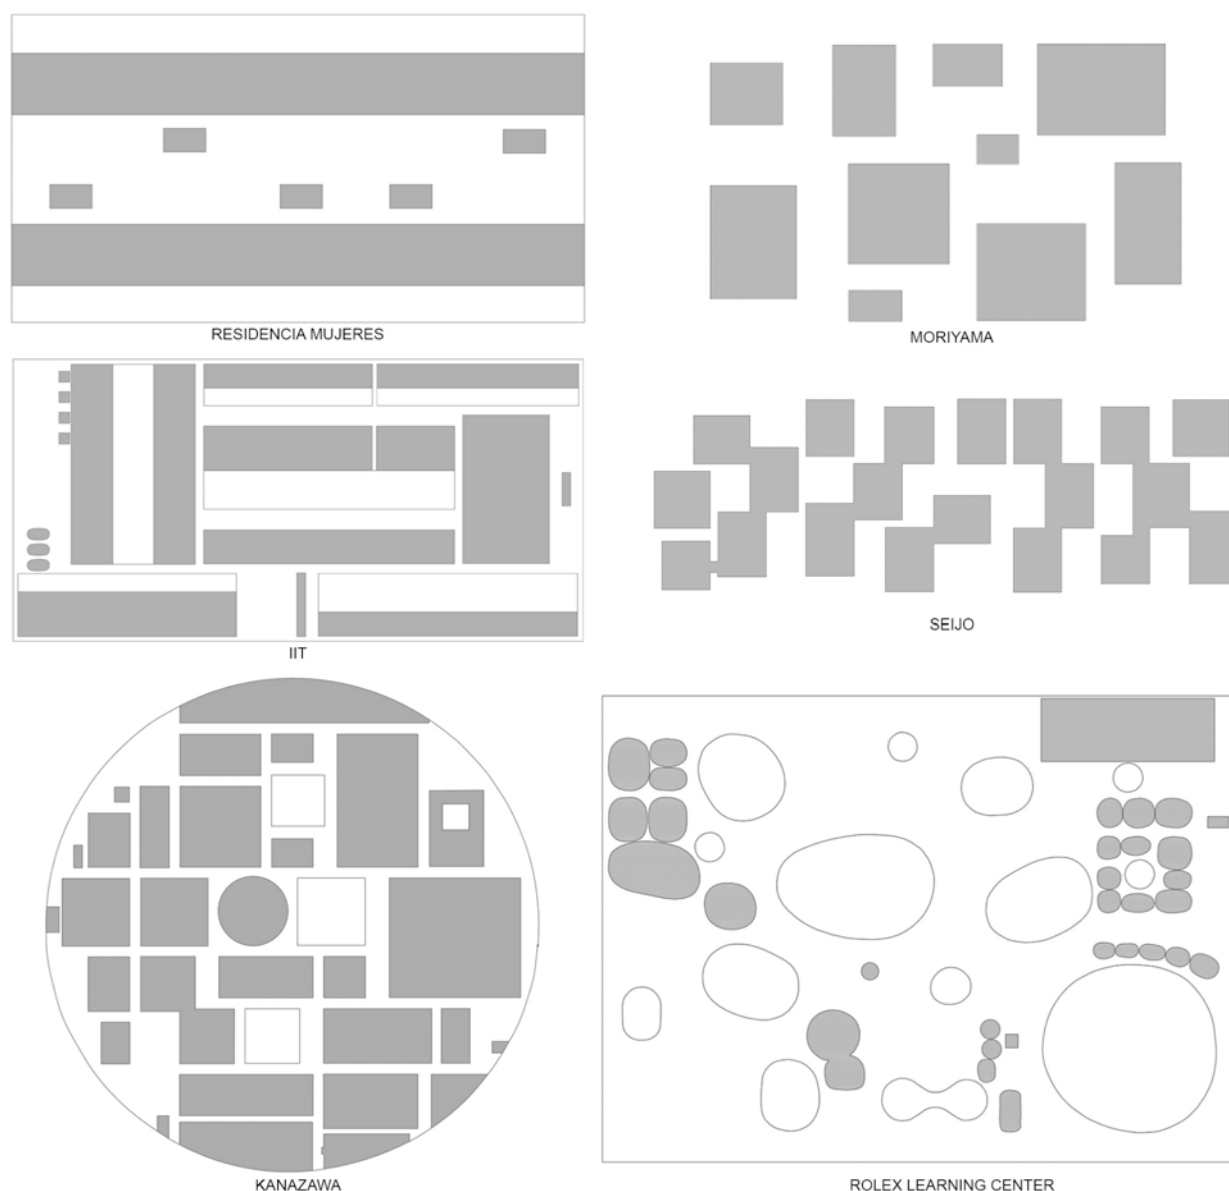 RESIDENCIA MUJERES
MORIYAMA
IIT
SEIJO
KANAZAWA
ROLEX LEARNING CENTER